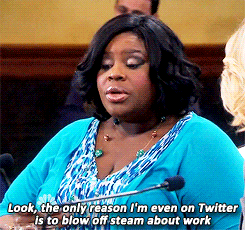 Look, the only reason I'm even on Twitter
is to blow off steam about work